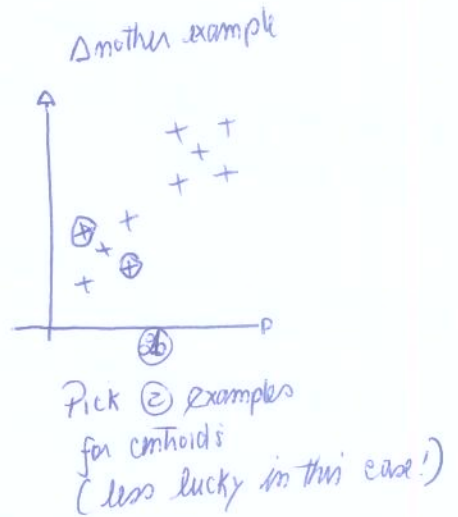 Another example
Pick ② examples
for centroids
(less lucky in this case!)